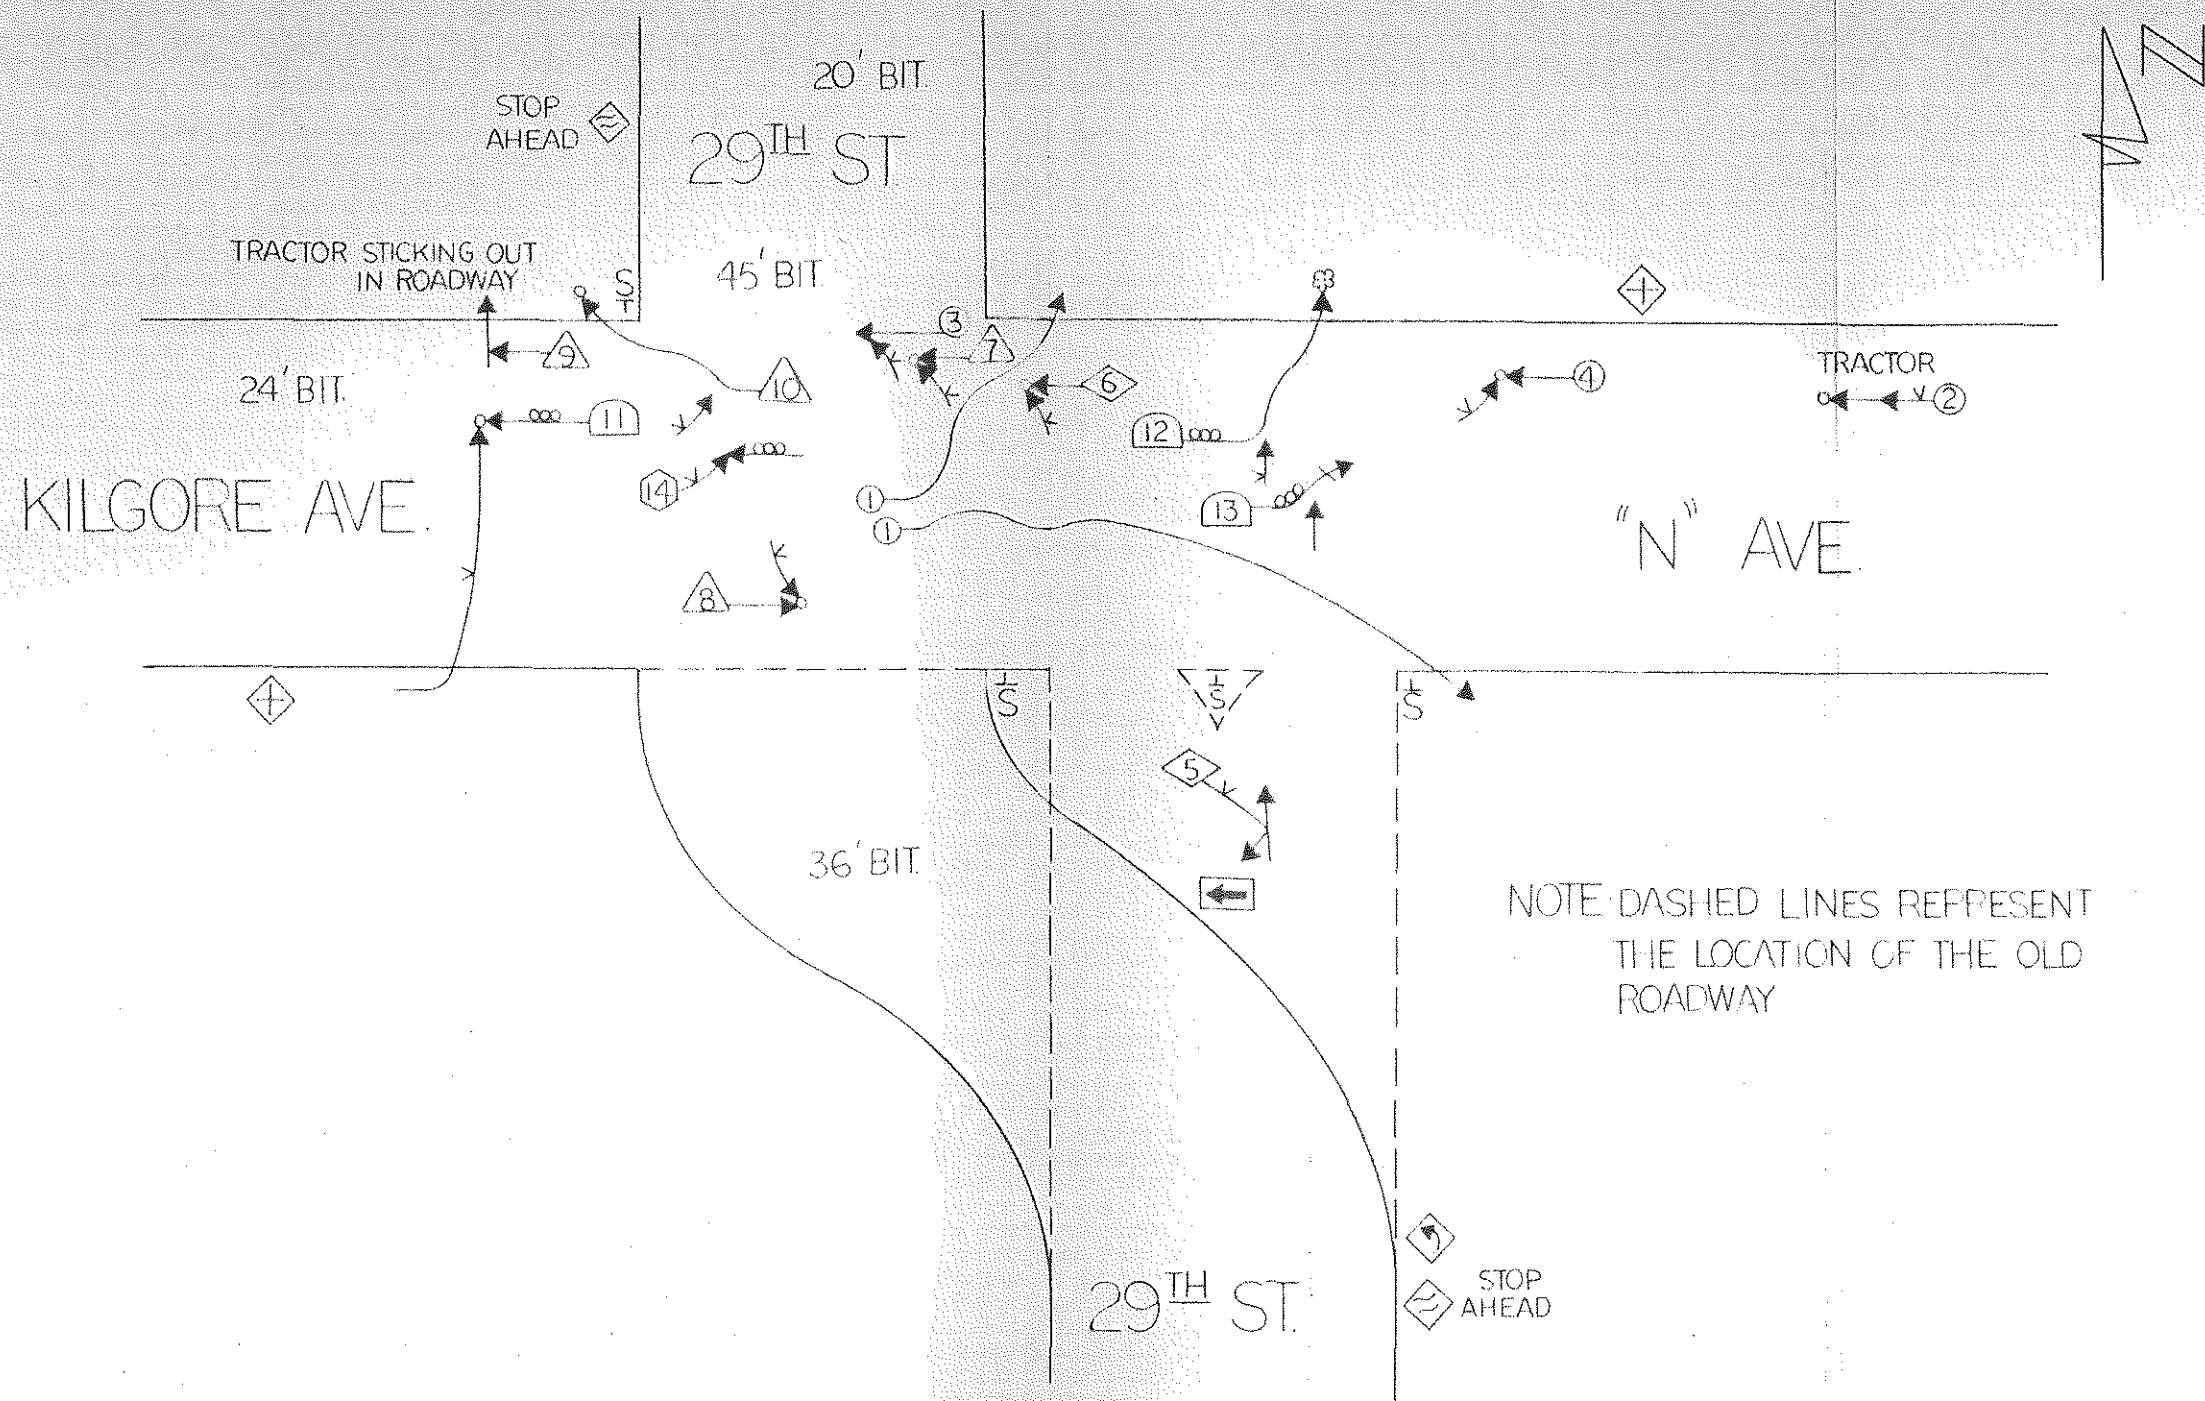 20' BIT.
STOP
AHEAD
29TH ST.
N
TRACTOR STICKING OUT
IN ROADWAY
S
45' BIT.
3
7
9
24' BIT.
10
6
4
TRACTOR
2
11
12
KILGORE AVE.
14
1
13
1
"N" AVE.
8
S
S
S
5
36' BIT.
NOTE: DASHED LINES REPRESENT
THE LOCATION OF THE OLD
ROADWAY
29TH ST.
STOP
AHEAD